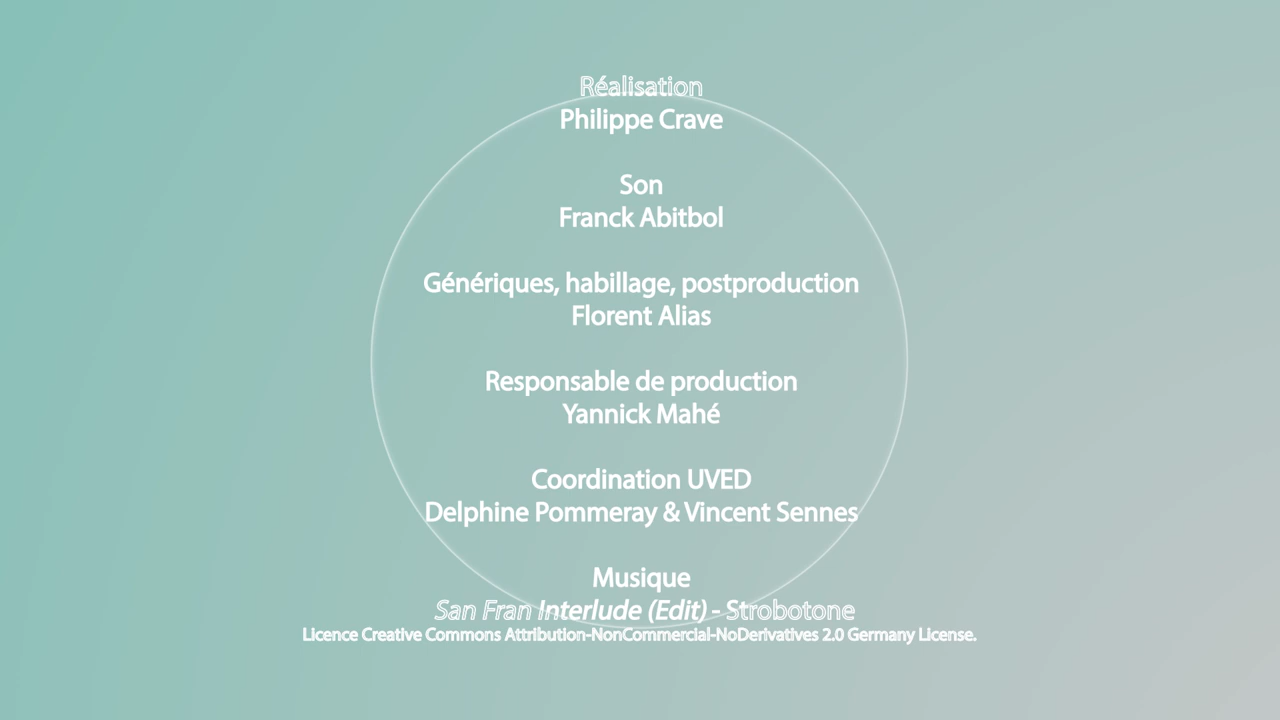 Réalisation
Philippe Crave
Son
Franck Abitbol
Génériques, habillage, postproduction
Florent Alias
Responsable de production
Yannick Mahé
Coordination UVED
Delphine Pommeray & Vincent Sennes
Musique
San Fran Interlude (Edit) - Strobotone
Licence Creative Commons Attribution-NonCommercial-NoDerivatives 2.0 Germany License.